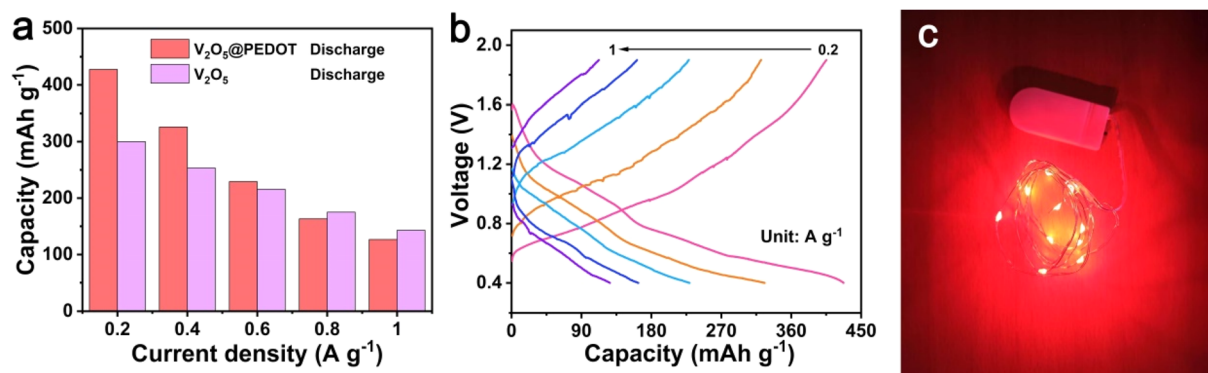 a
500
400
300
200
100
0
Capacity (mAh g⁻¹)
V₂O₅@PEDOT Discharge
V₂O₅ Discharge
0.2 0.4 0.6 0.8 1
Current density (A g⁻¹)
b
2.0
1.6
1.2
0.8
0.4
Voltage (V)
1 0.2
Unit: A g⁻¹
0 90 180 270 360 450
Capacity (mAh g⁻¹)
c